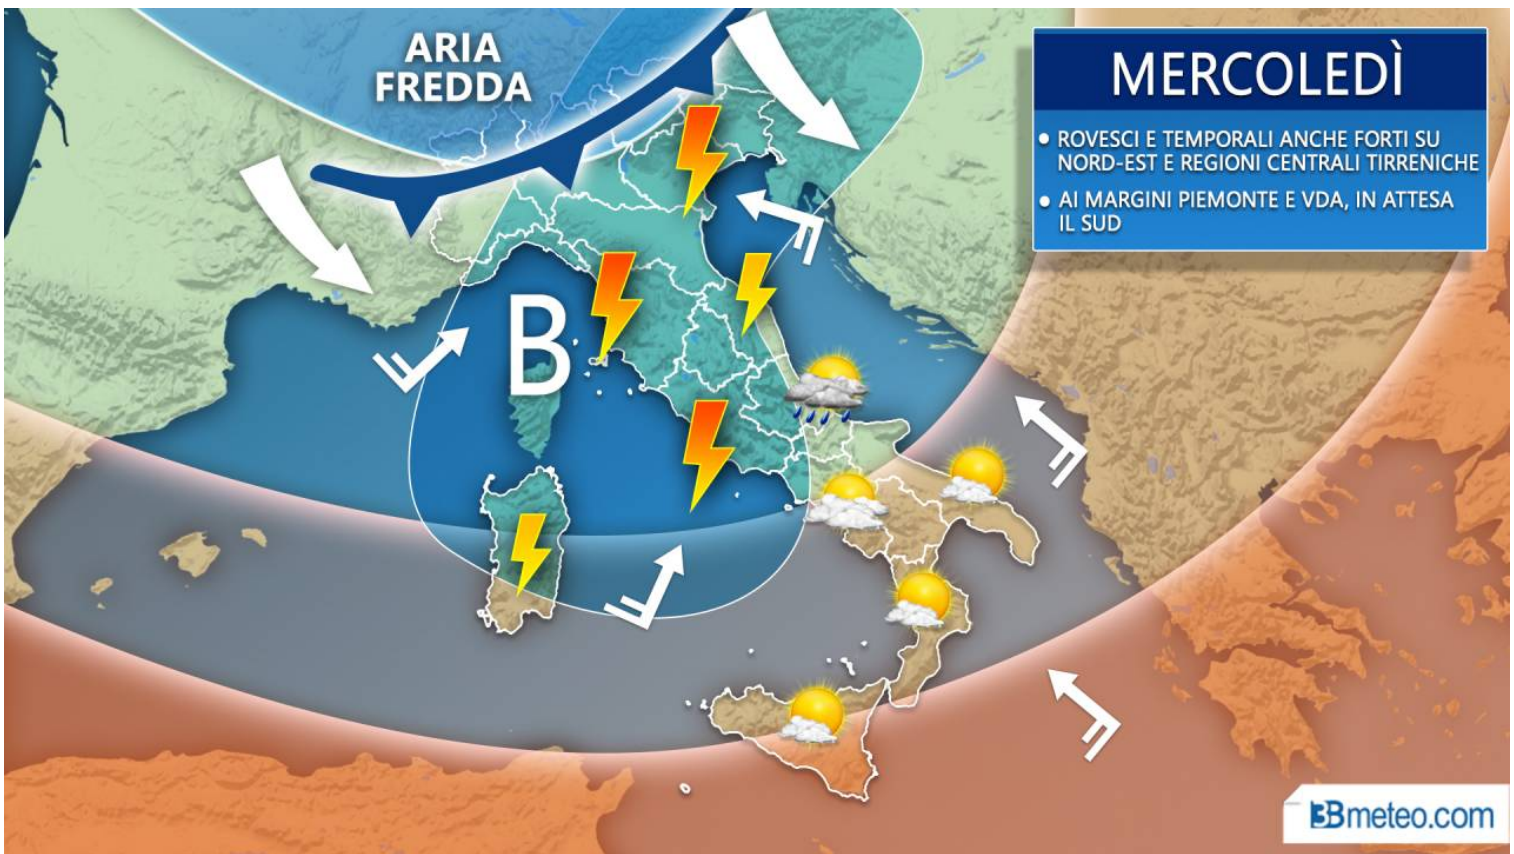 ARIA
FREDDA
MERCOLEDÌ
• ROVESCI E TEMPORALI ANCHE FORTI SU
NORD-EST E REGIONI CENTRALI TIRRENICHE
• AI MARGINI PIEMONTE E VDA, IN ATTESA
IL SUD
B
3Bmeteo.com